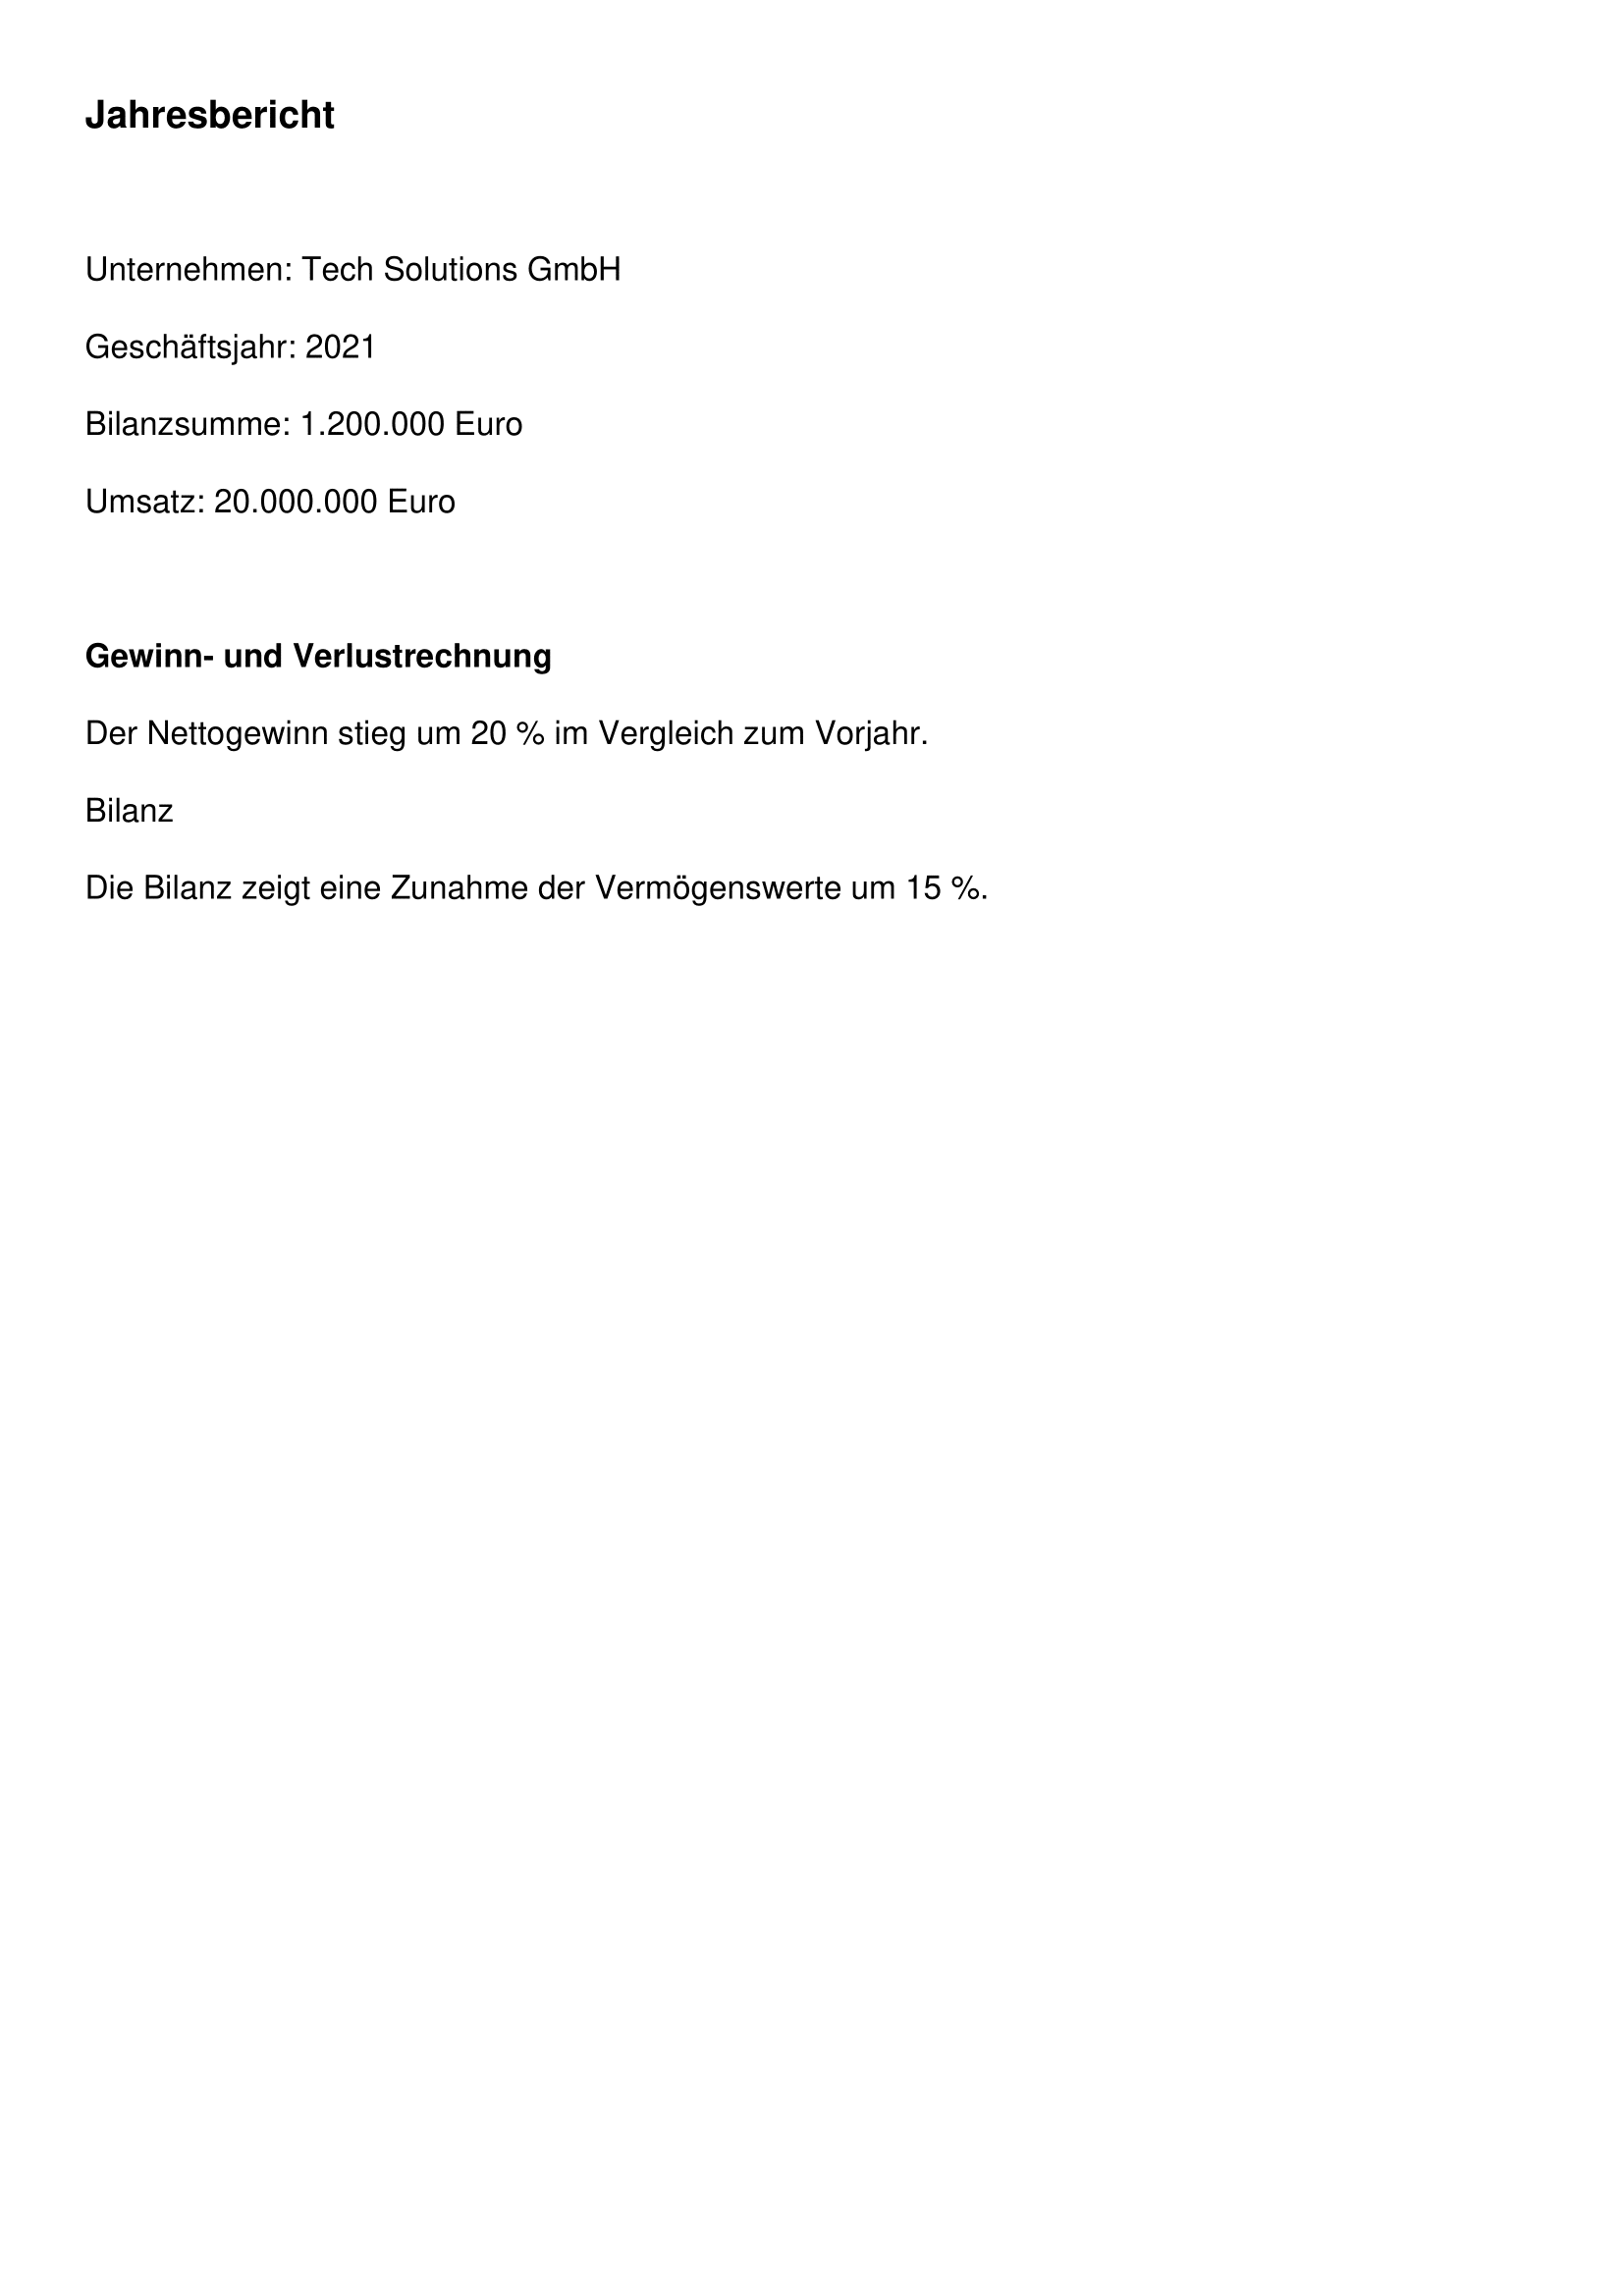 Jahresbericht
Unternehmen: Tech Solutions GmbH
Geschäftsjahr: 2021
Bilanzsumme: 1.200.000 Euro
Umsatz: 20.000.000 Euro
Gewinn- und Verlustrechnung
Der Nettogewinn stieg um 20 % im Vergleich zum Vorjahr.
Bilanz
Die Bilanz zeigt eine Zunahme der Vermögenswerte um 15 %.